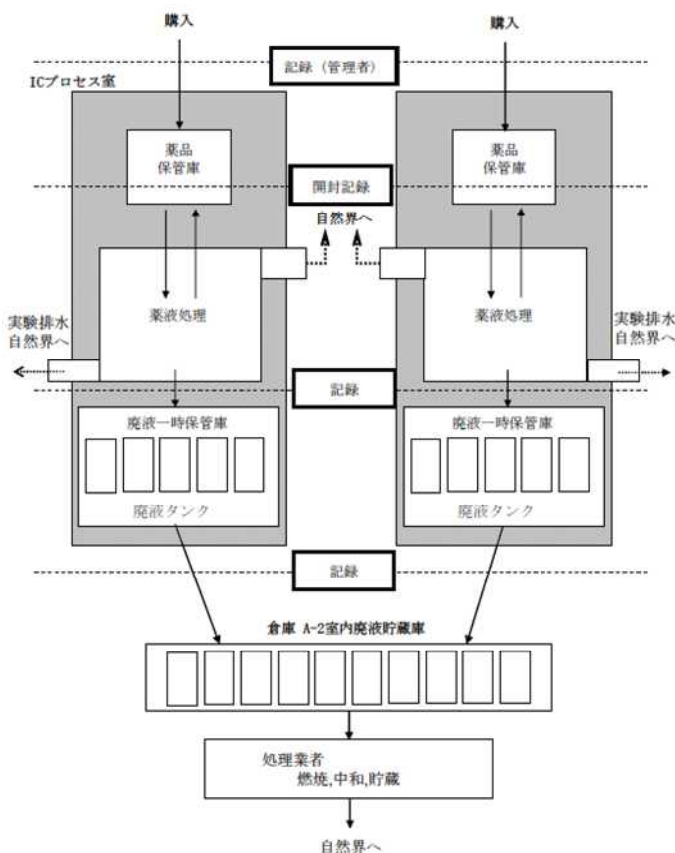 購入
購入
記録（管理者）
ICプロセス室
薬品
保管庫
薬品
保管庫
開封記録
自然界へ
薬液処理
薬液処理
実験排水
自然界へ
実験排水
自然界へ
記録
廃液一時保管庫
廃液一時保管庫
廃液タンク
廃液タンク
記録
倉庫 A-2室内廃液貯蔵庫
処理業者
燃焼,中和,貯蔵
自然界へ